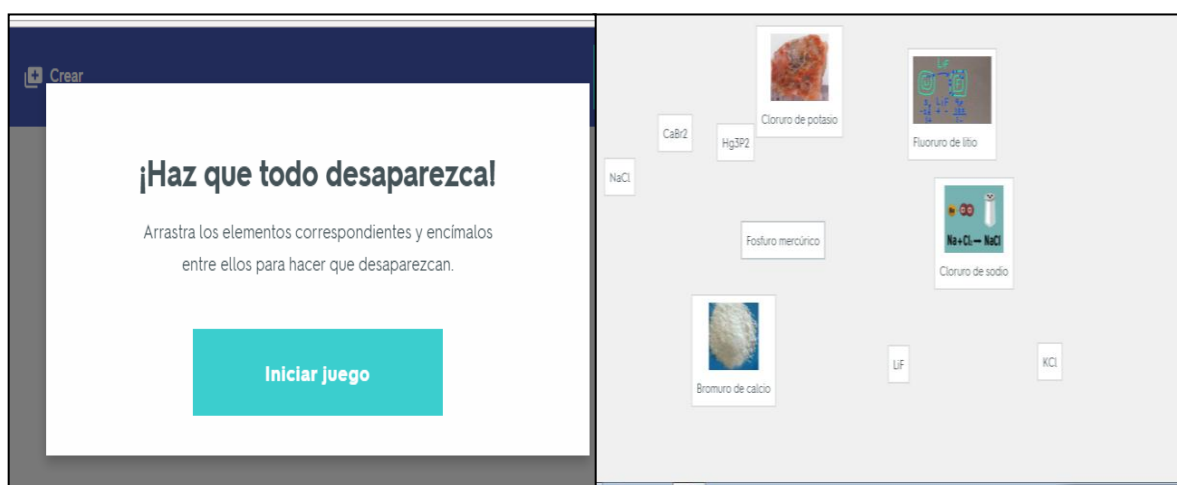 Crear
¡Haz que todo desaparezca!
Arrastra los elementos correspondientes y encímalos
entre ellos para hacer que desaparezcan.
Iniciar juego
Cloruro de potasio
LiF
Fluoruro de litio
CaBr2
Hg3P2
NaCl
Na+Cl₂→ NaCl
Cloruro de sodio
Fosfuro mercúrico
Bromuro de calcio
LiF
KCl